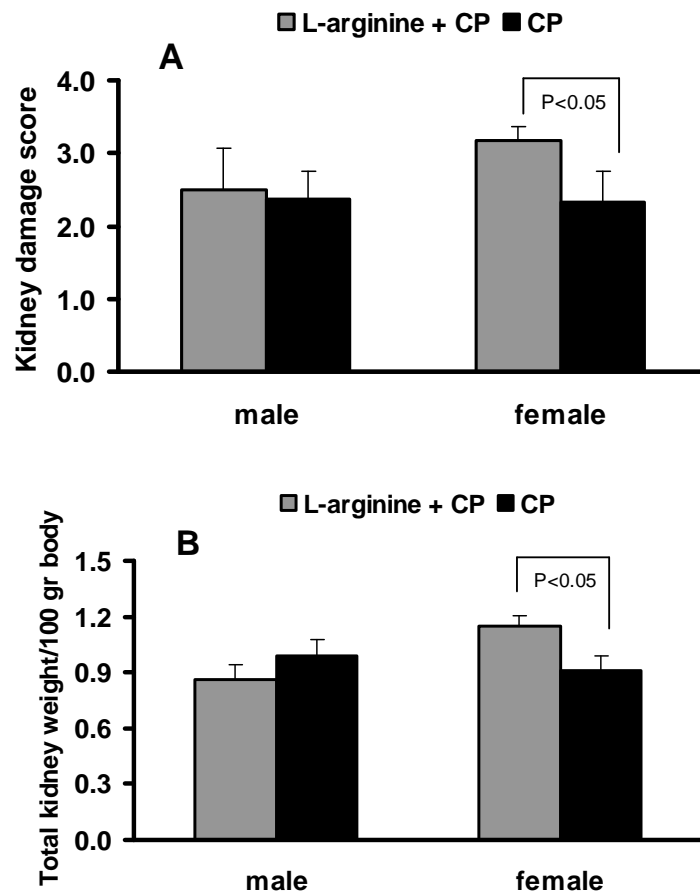 L-arginine + CP CP
A
P<0.05
4.0
3.0
2.0
1.0
0.0
Kidney damage score
male female
L-arginine + CP CP
B
P<0.05
1.5
1.2
0.9
0.6
0.3
0.0
Total kidney weight/100 gr body
male female